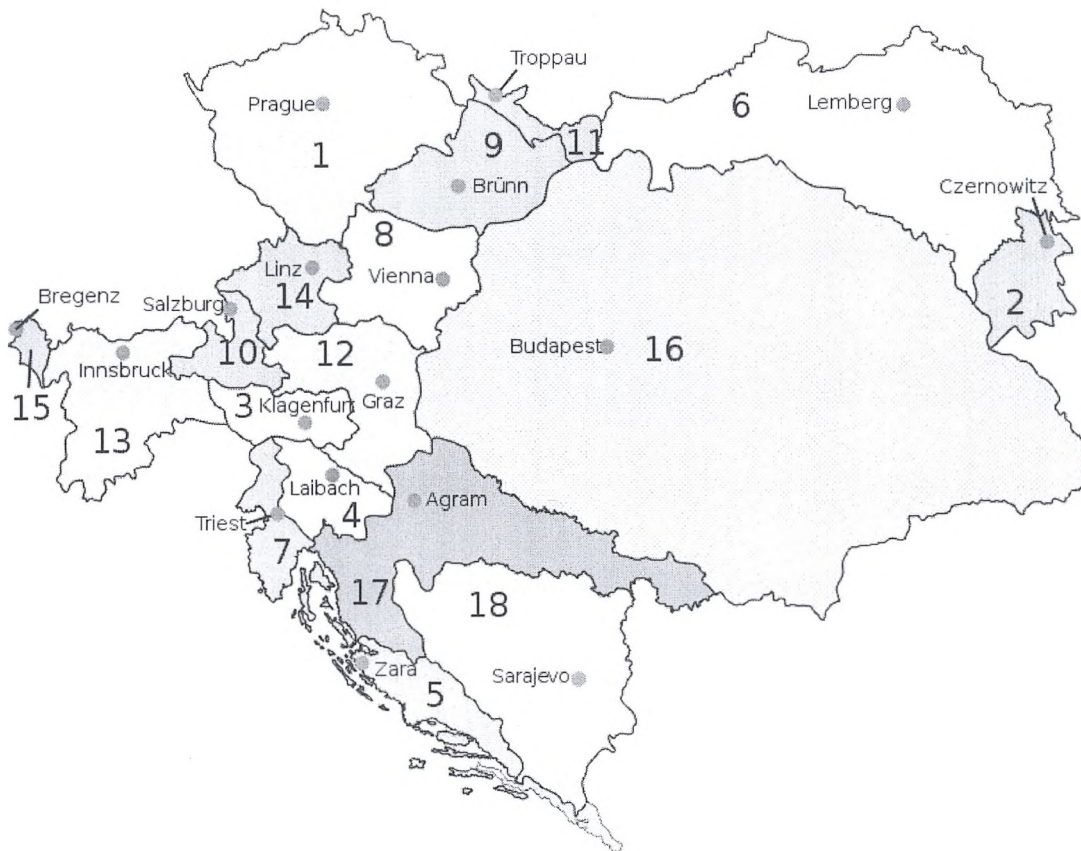 Troppau
Prague
1
6
Lemberg
9
11
Brünn
Czernowitz
8
Linz
14
Vienna
2
Bregenz
Salzburg
15
Innsbruck
10
12
Budapest
16
3
Klagenfurt
Graz
13
Laibach
4
Agram
Triest
7
17
18
Zara
5
Sarajevo